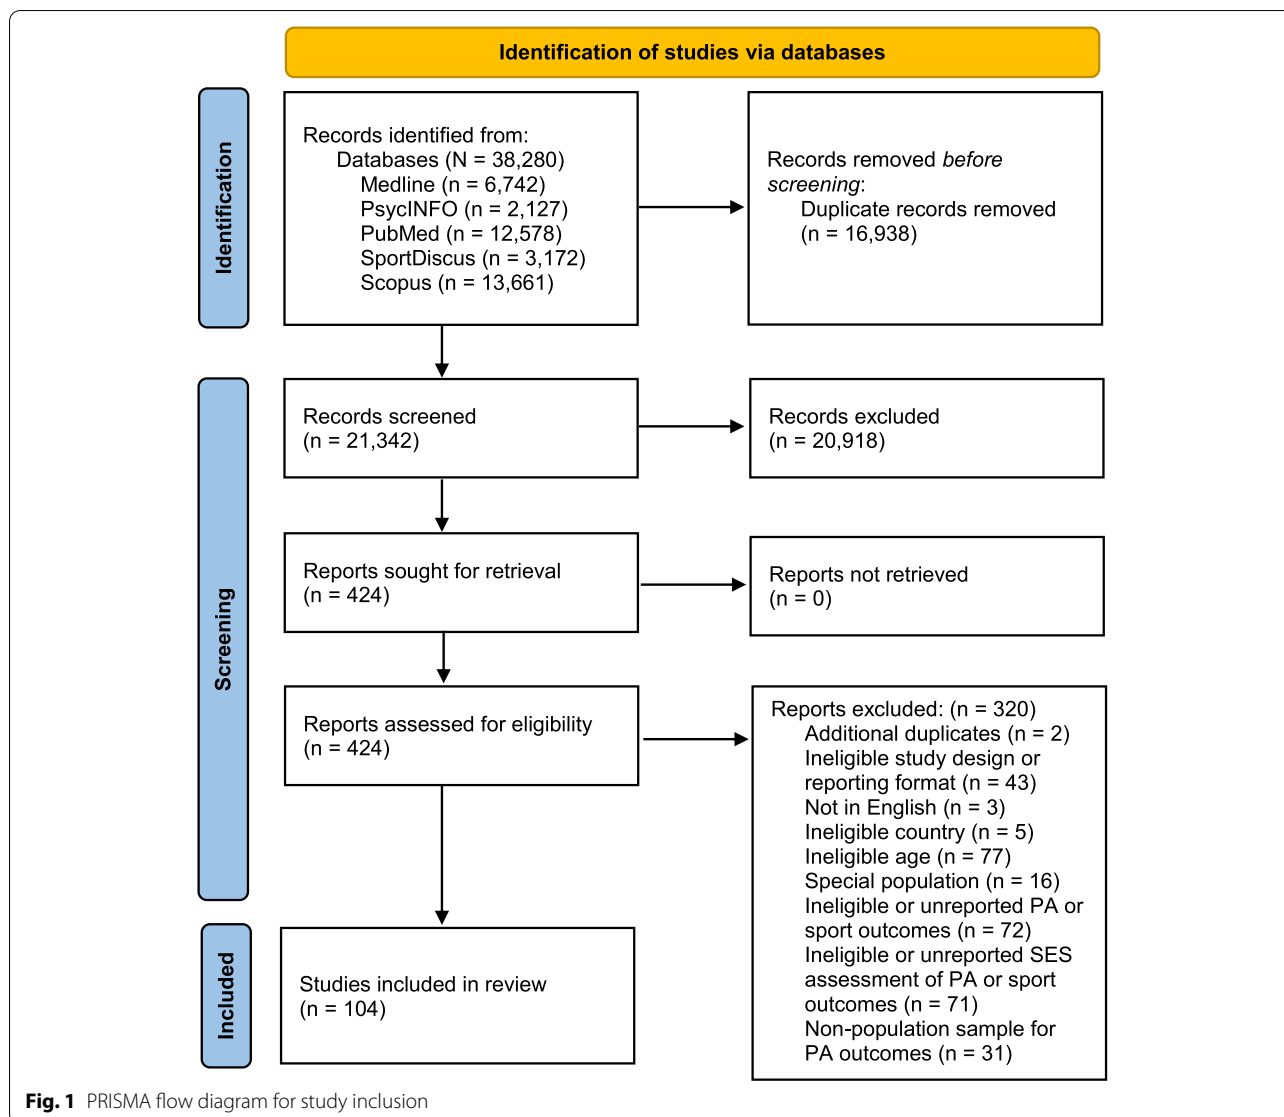 Identification of studies via databases
Identification
Records identified from:
Databases (N = 38,280)
Medline (n = 6,742)
PsycINFO (n = 2,127)
PubMed (n = 12,578)
SportDiscus (n = 3,172)
Scopus (n = 13,661)
Records removed before
screening:
Duplicate records removed
(n = 16,938)
Screening
Records screened
(n = 21,342)
Records excluded
(n = 20,918)
Reports sought for retrieval
(n = 424)
Reports not retrieved
(n = 0)
Reports assessed for eligibility
(n = 424)
Reports excluded: (n = 320)
Additional duplicates (n = 2)
Ineligible study design or
reporting format (n = 43)
Not in English (n = 3)
Ineligible country (n = 5)
Ineligible age (n = 77)
Special population (n = 16)
Ineligible or unreported PA or
sport outcomes (n = 72)
Ineligible or unreported SES
assessment of PA or sport
outcomes (n = 71)
Non-population sample for
PA outcomes (n = 31)
Included
Studies included in review
(n = 104)
Fig. 1 PRISMA flow diagram for study inclusion